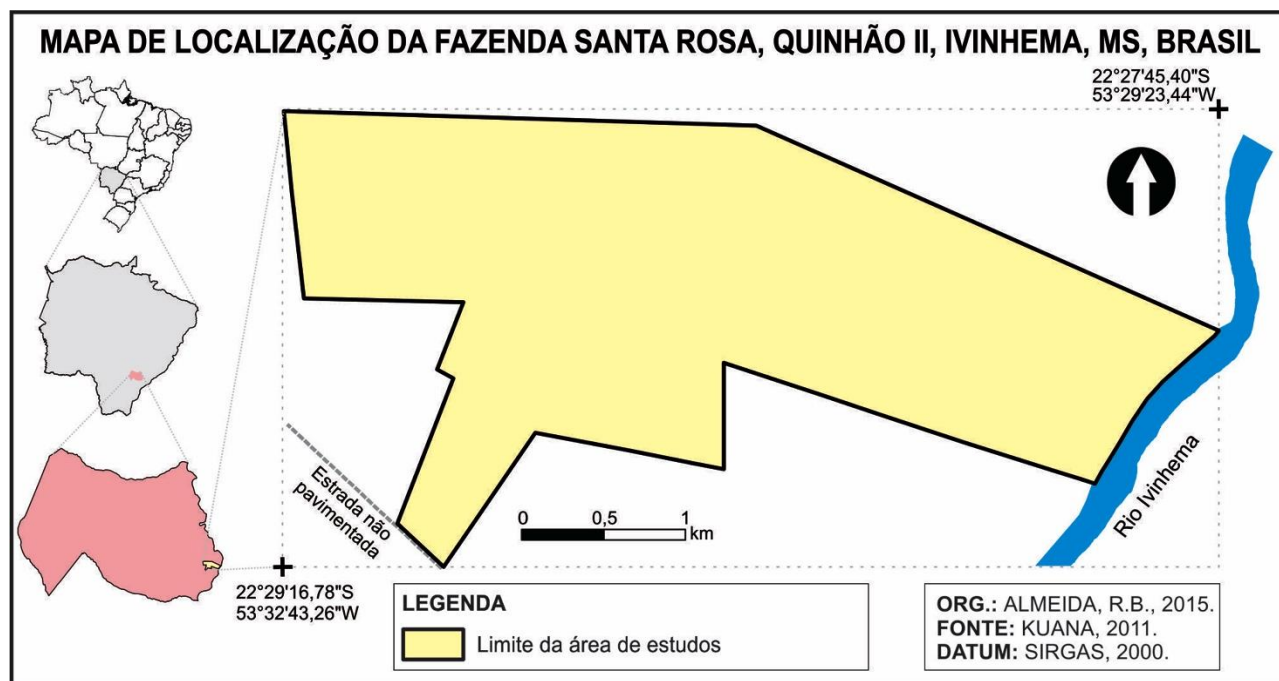 MAPA DE LOCALIZAÇÃO DA FAZENDA SANTA ROSA, QUINHÃO II, IVINHEMA, MS, BRASIL
22°27'45,40"S
53°29'23,44"W
Estrada não
pavimentada
0 0,5 1
km
Rio Ivinhema
22°29'16,78"S
53°32'43,26"W
LEGENDA
Limite da área de estudos
ORG.: ALMEIDA, R.B., 2015.
FONTE: KUANA, 2011.
DATUM: SIRGAS, 2000.